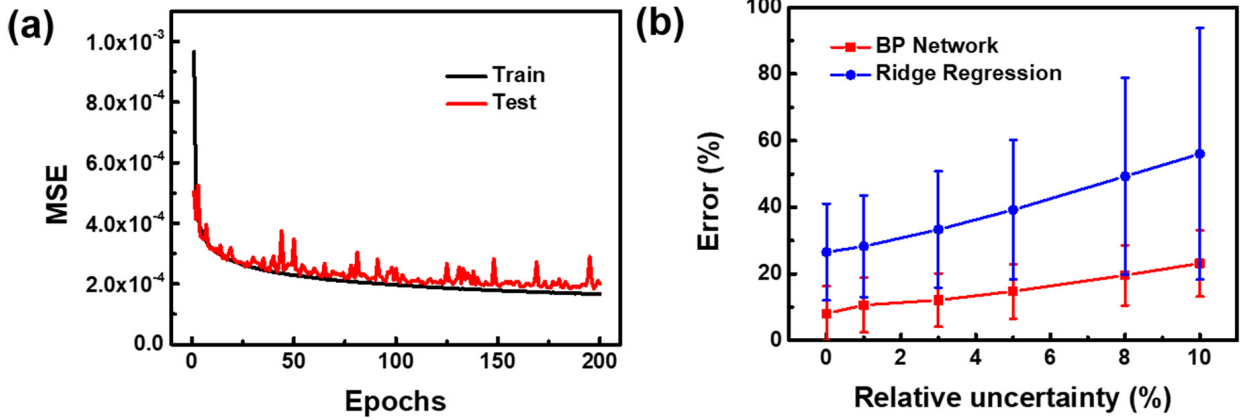 (a)
1.0x10⁻³
8.0x10⁻⁴
6.0x10⁻⁴
4.0x10⁻⁴
2.0x10⁻⁴
0.0
MSE
Train
Test
0 50 100 150 200
Epochs
(b)
100
80
60
40
20
0
Error (%)
BP Network
Ridge Regression
0 2 4 6 8 10
Relative uncertainty (%)